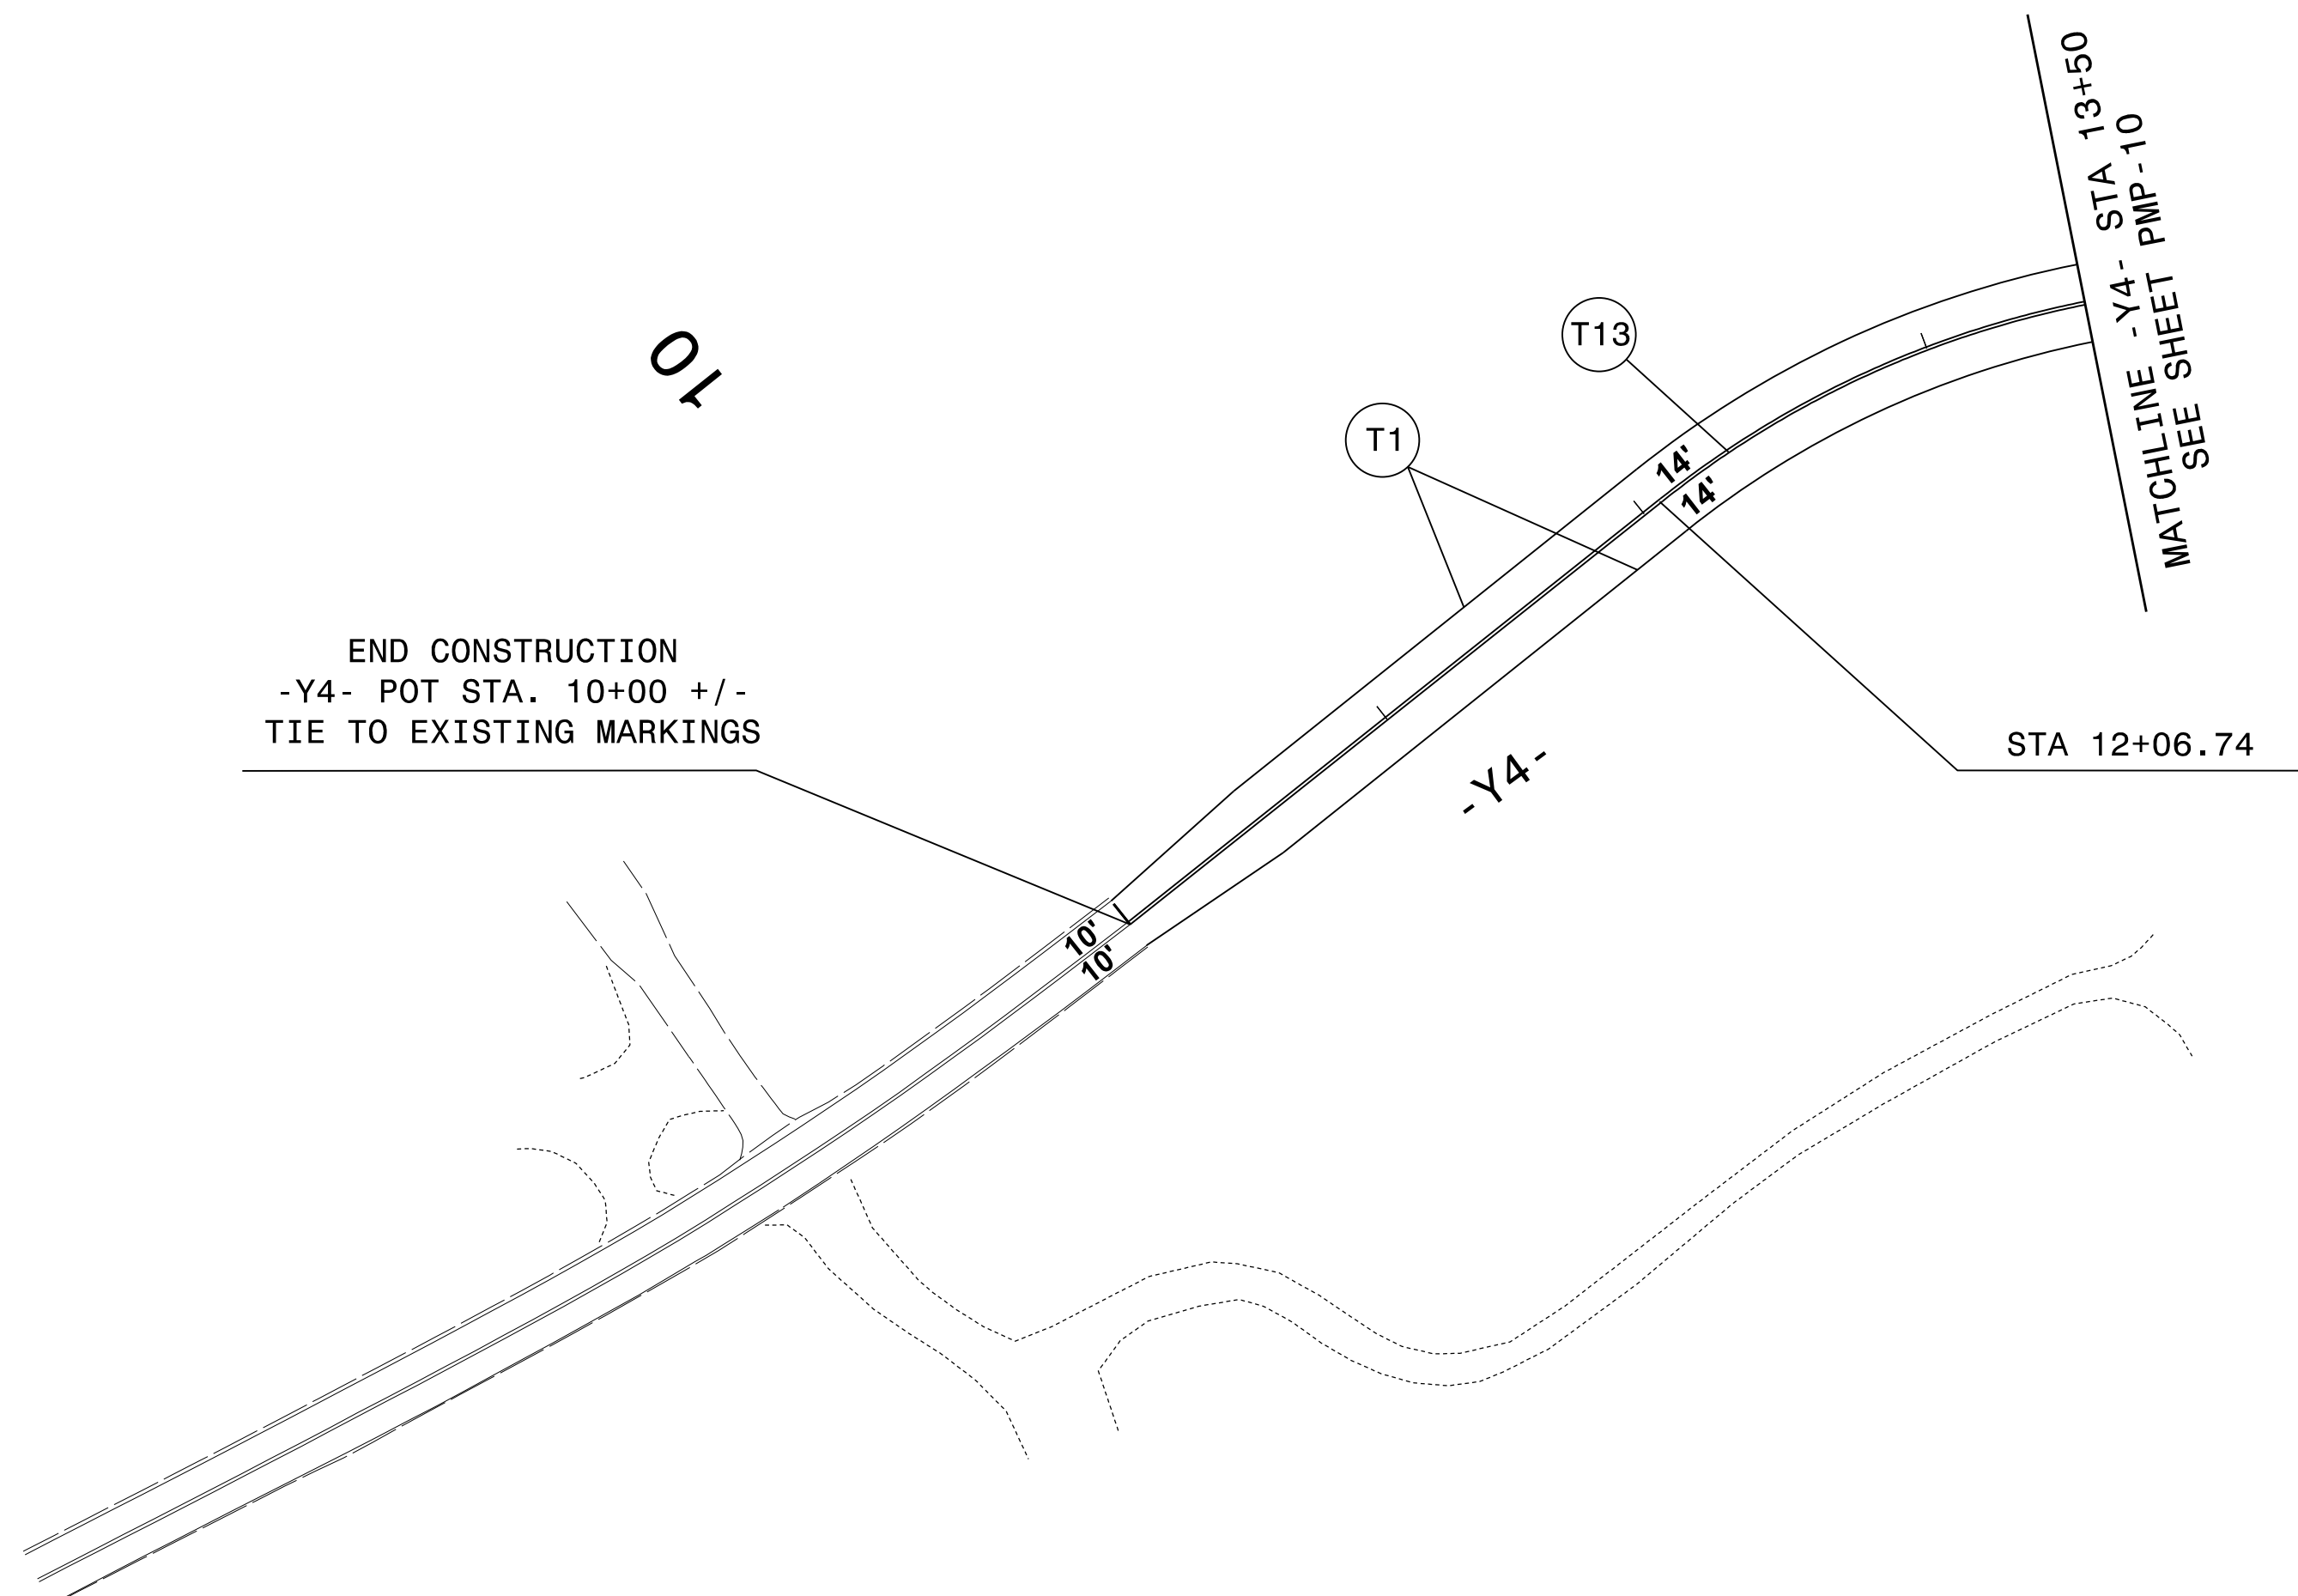 MATCHLINE -Y4- STA 13+50
SEE SHEET PMP-10
10
T13
T1
14'
14'
END CONSTRUCTION
-Y4- POT STA. 10+00 +/-
TIE TO EXISTING MARKINGS
STA 12+06.74
-Y4-
10'
10'